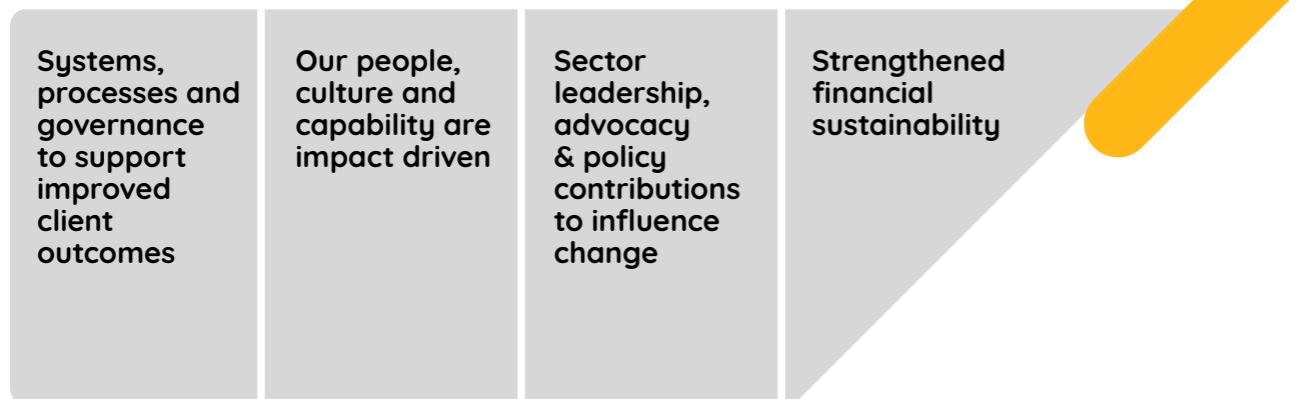 Systems,
processes and
governance
to support
improved
client
outcomes
Our people,
culture and
capability are
impact driven
Sector
leadership,
advocacy
& policy
contributions
to influence
change
Strengthened
financial
sustainability